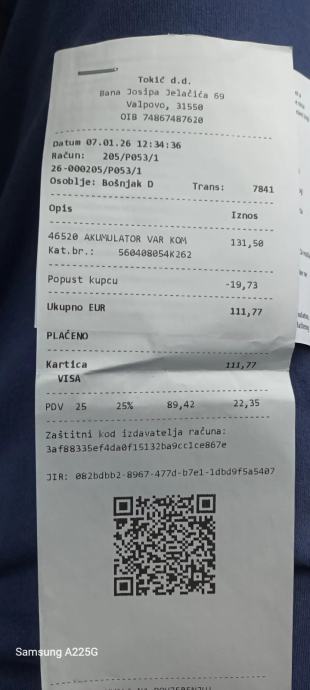 Tokić d.d.
Bana Josipa Jelačića 69
Valpovo, 31550
OIB 74867487620
Datum 07.01.26 12:34:36
Račun: 205/P053/1
26-000205/P053/1
Osoblje: Bošnjak D Trans: 7841
Opis Iznos
46520 AKUMULATOR VAR KOM 131,50
Kat.br.: 560408054K262
Popust kupcu -19,73
Ukupno EUR 111,77
PLAĆENO
Kartica 111,77
VISA
PDV 25 25% 89,42 22,35
Zaštitni kod izdavatelja računa:
3af88335ef4da0f15132ba9cc1ce867e
JIR: 082bdbb2-8967-477d-b7e1-1dbd9f5a5407
Samsung A225G